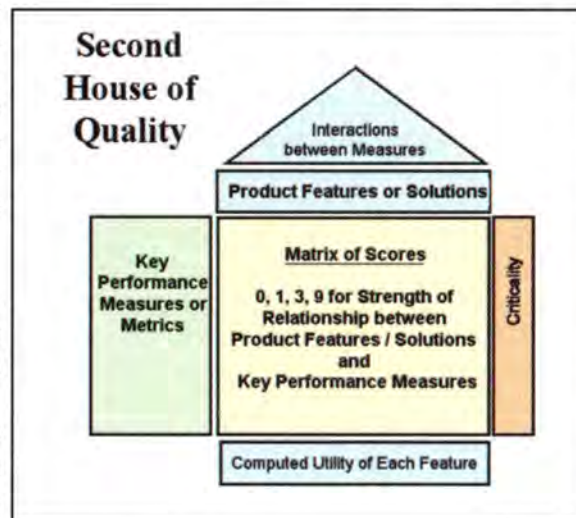 Second
House of
Quality
Interactions
between Measures
Product Features or Solutions
Key
Performance
Measures or
Metrics
Matrix of Scores
0, 1, 3, 9 for Strength of
Relationship between
Product Features / Solutions
and
Key Performance Measures
Criticality
Computed Utility of Each Feature